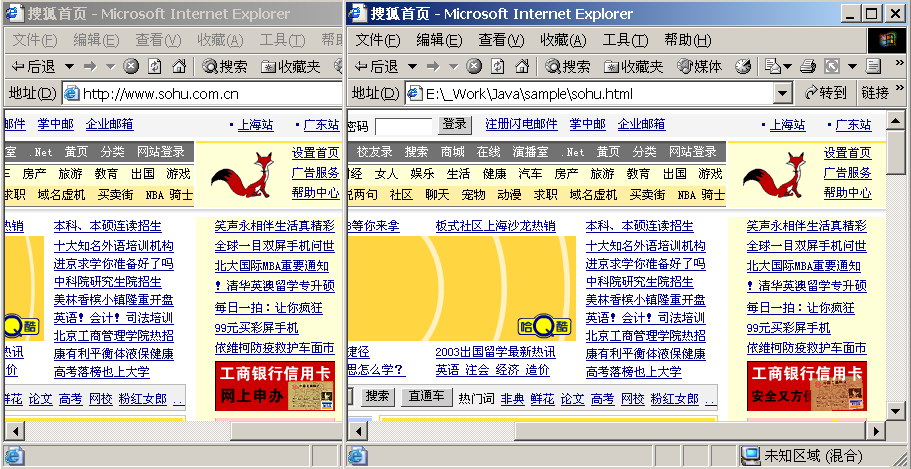 搜狐首页 - Microsoft Internet Explorer
文件(F) 编辑(E) 查看(V) 收藏(A) 工具(T) 帮助
后退 搜索 收藏夹
地址(D) http://www.sohu.com.cn
邮件 掌中邮 企业邮箱 ·上海站 ·广东站
室 .Net 黄页 分类 网站登录 设置首页
E 房产 旅游 教育 出国 游戏 广告服务
求职 域名虚机 买卖街 NBA 骑士 帮助中心
热销 本科、本硕连读招生 笑声永相伴生活真精彩
十大知名外语培训机构 全球一目双屏手机问世
进京求学你准备好了吗 北大国际MBA重要通知
中科院研究生院招生 ！清华英澳留学专升硕
美林香槟小镇隆重开盘 每日一拍：让你疯狂
英语！会计！司法培训 99元买彩屏手机
Q酷 北京工商管理学院热招 依维柯防疫救护车面市
热讯 康有利平衡体液保健康
造价 高考落榜也上大学 工商银行信用卡
网上申办
鲜花 论文 高考 网校 粉红女郎 ..
搜狐首页 - Microsoft Internet Explorer
文件(F) 编辑(E) 查看(V) 收藏(A) 工具(T) 帮助(H)
后退 搜索 收藏夹 媒体
地址(D) E:\_Work\Java\sample\sohu.html 转到 链接
密码 登录 注册闪电邮件 掌中邮 企业邮箱 ·上海站 ·广东站
校友录 搜索 商城 在线 演播室 .Net 黄页 分类 网站登录 设置首页
财经 女人 娱乐 生活 健康 汽车 房产 旅游 教育 出国 游戏 广告服务
说两句 社区 聊天 宠物 动漫 求职 域名虚机 买卖街 NBA 骑士 帮助中心
等你来拿 板式社区上海沙龙热销 本科、本硕连读招生 笑声永相伴生活真精彩
十大知名外语培训机构 全球一目双屏手机问世
进京求学你准备好了吗 北大国际MBA重要通知
中科院研究生院招生 ！清华英澳留学专升硕
美林香槟小镇隆重开盘 每日一拍：让你疯狂
英语！会计！司法培训 99元买彩屏手机
哈Q酷 北京工商管理学院热招 依维柯防疫救护车面市
捷径 2003出国留学最新热讯 康有利平衡体液保健康
思怎么学？ 英语 注会 经济 造价 高考落榜也上大学 工商银行信用卡
安全又方
搜索 直通车 热门词 非典 鲜花 论文 高考 网校 粉红女郎 ..
未知区域 (混合)